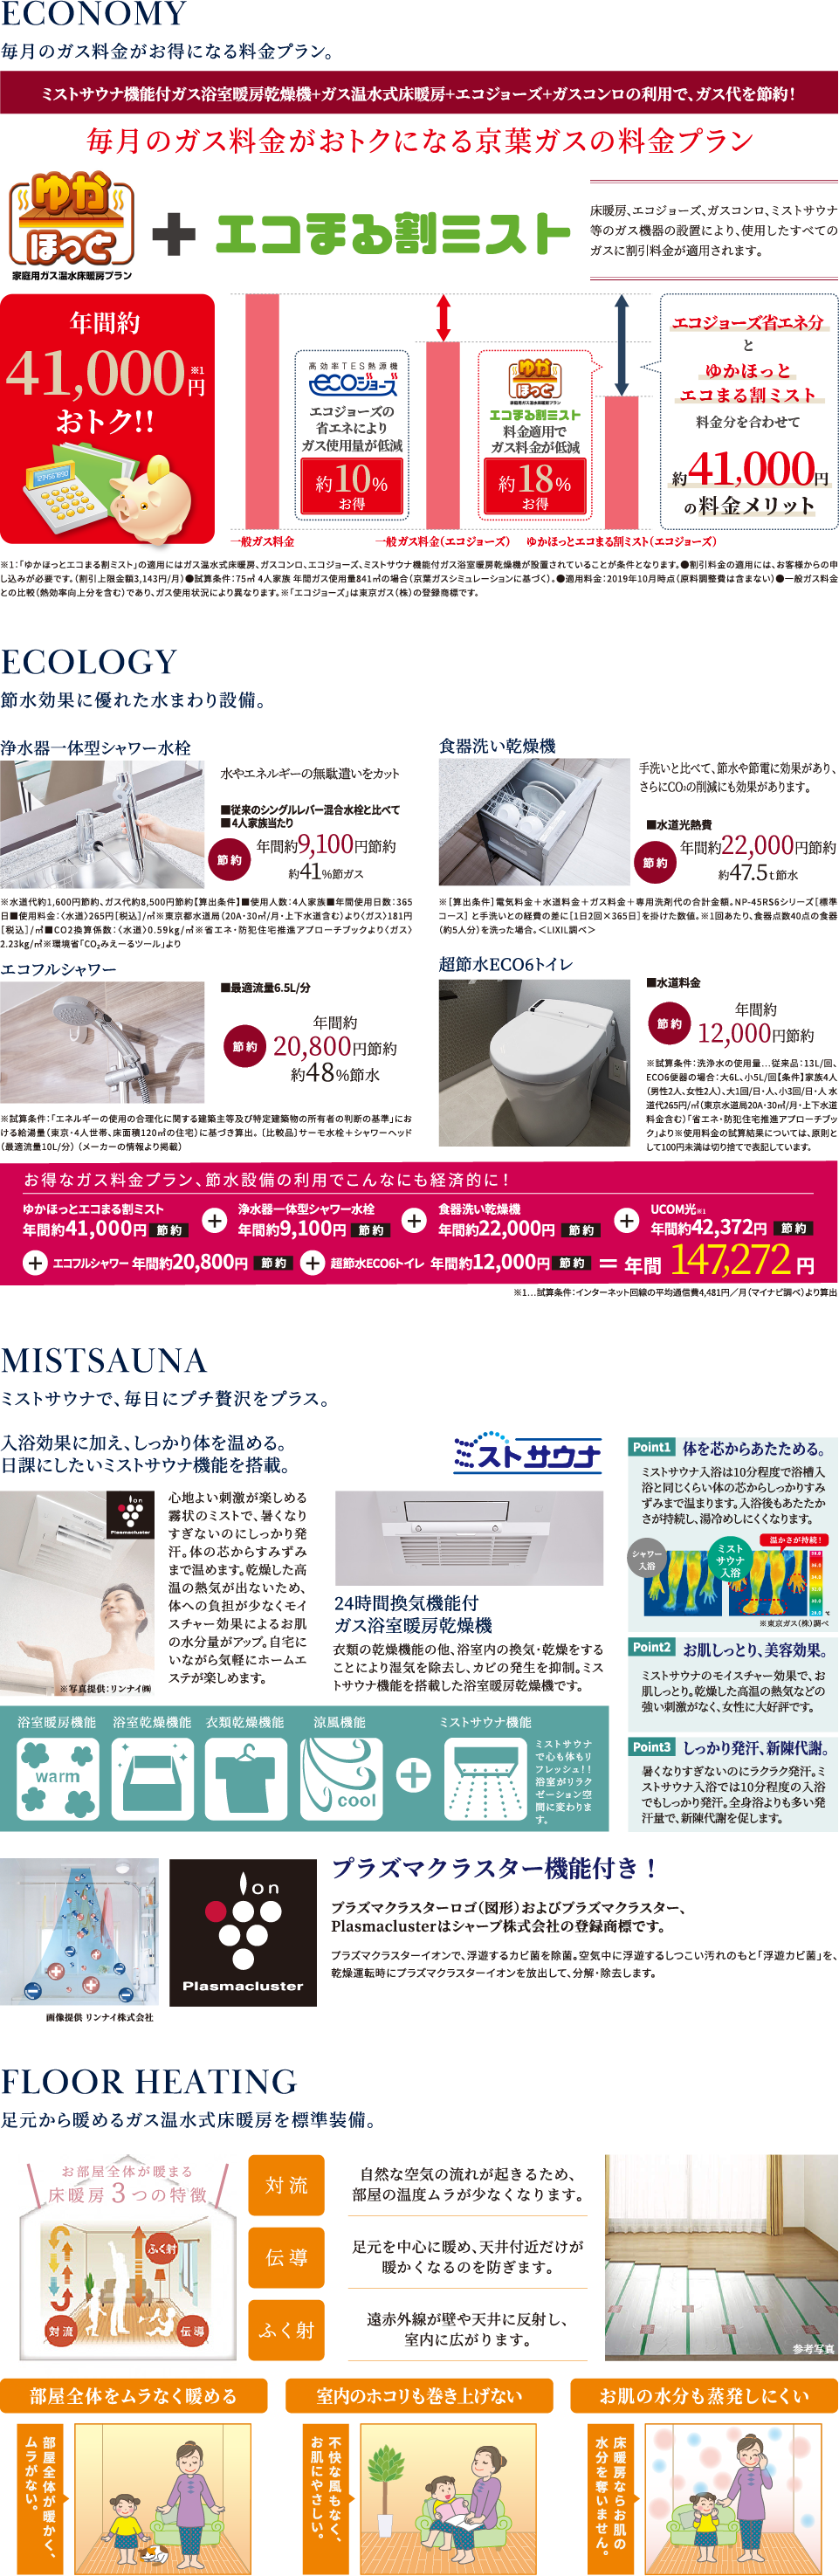 ECONOMY
毎月のガス料金がお得になる料金プラン。
ミストサウナ機能付ガス浴室暖房乾燥機+ガス温水式床暖房+エコジョーズ+ガスコンロの利用で、ガス代を節約！
毎月のガス料金がおトクになる京葉ガスの料金プラン
ゆかほっと
家庭用ガス温水床暖房プラン
+
エコまる割ミスト
床暖房、エコジョーズ、ガスコンロ、ミストサウナ
等のガス機器の設置により、使用したすべての
ガスに割引料金が適用されます。
年間約
41,000円※1
おトク!!
高効率TES熱源機
ecoジョーズ
エコジョーズの
省エネにより
ガス使用量が低減
約10%
お得
ゆかほっと
家庭用ガス温水床暖房プラン
エコまる割ミスト
料金適用で
ガス料金が低減
約18%
お得
エコジョーズ省エネ分
と
ゆかほっと
エコまる割ミスト
料金分を合わせて
約41,000円
の料金メリット
一般ガス料金
一般ガス料金(エコジョーズ)
ゆかほっとエコまる割ミスト(エコジョーズ)
※1:「ゆかほっとエコまる割ミスト」の適用にはガス温水式床暖房、ガスコンロ、エコジョーズ、ミストサウナ機能付ガス浴室暖房乾燥機が設置されていることが条件となります。●割引料金の適用には、お客様からの申
し込みが必要です。(割引上限金額3,143円/月)●試算条件:75㎡ 4人家族 年間ガス使用量841㎥の場合(京葉ガスシミュレーションに基づく)。●適用料金:2019年10月時点(原料調整費は含まない)●一般ガス料金
との比較(熱効率向上分を含む)であり、ガス使用状況により異なります。※「エコジョーズ」は東京ガス(株)の登録商標です。
ECOLOGY
節水効果に優れた水まわり設備。
浄水器一体型シャワー水栓
水やエネルギーの無駄遣いをカット
■従来のシングルレバー混合水栓と比べて
■4人家族当たり
節約
年間約9,100円節約
約41%節ガス
※水道代約1,600円節約、ガス代約8,500円節約【算出条件】■使用人数:4人家族■年間使用日数:365
日■使用料金:〈水道〉265円[税込]/㎥※東京都水道局(20A･30㎥/月･上下水道含む)より〈ガス〉181円
[税込]/㎥■CO2換算係数:〈水道〉0.59kg/㎥※省エネ･防犯住宅推進アプローチブックより〈ガス〉
2.23kg/㎥※環境省「CO₂みえーるツール」より
食器洗い乾燥機
手洗いと比べて、節水や節電に効果があり、
さらにCO₂の削減にも効果があります。
■水道光熱費
節約
年間約22,000円節約
約47.5t節水
※[算出条件]電気料金＋水道料金＋ガス料金＋専用洗剤代の合計金額。NP-45RS6シリーズ[標準
コース] と手洗いとの経費の差に[1日2回×365日]を掛けた数値。※1回あたり、食器点数40点の食器
(約5人分)を洗った場合。＜LIXIL調べ＞
エコフルシャワー
■最適流量6.5L/分
節約
年間約
20,800円節約
約48%節水
※試算条件:「エネルギーの使用の合理化に関する建築主等及び特定建築物の所有者の判断の基準」にお
ける給湯量(東京･4人世帯、床面積120㎡の住宅)に基づき算出。〔比較品〕サーモ水栓＋シャワーヘッド
(最適流量10L/分)（メーカーの情報より掲載）
超節水ECO6トイレ
■水道料金
節約
年間約
12,000円節約
※試算条件:洗浄水の使用量…従来品:13L/回、
ECO6便器の場合:大6L、小5L/回【条件】家族4人
(男性2人、女性2人)、大1回/日･人、小3回/日･人 水
道代265円/㎥(東京水道局20A･30㎥/月･上下水道
料金含む)「省エネ･防犯住宅推進アプローチブッ
ク」より※使用料金の試算結果については、原則と
して100円未満は切り捨てで表記しています。
お得なガス料金プラン、節水設備の利用でこんなにも経済的に！
ゆかほっとエコまる割ミスト
年間約41,000円 節約
+
浄水器一体型シャワー水栓
年間約9,100円 節約
+
食器洗い乾燥機
年間約22,000円 節約
+
UCOM光※1
年間約42,372円 節約
+ エコフルシャワー 年間約20,800円 節約 + 超節水ECO6トイレ 年間約12,000円 節約 ＝ 年間 147,272円
※1…試算条件:インターネット回線の平均通信費4,481円／月(マイナビ調べ)より算出
MISTSAUNA
ミストサウナで、毎日にプチ贅沢をプラス。
入浴効果に加え、しっかり体を温める。
日課にしたいミストサウナ機能を搭載。
ミストサウナ
Ion
Plasmacluster
※写真提供:リンナイ㈱
心地よい刺激が楽しめる
霧状のミストで、暑くなり
すぎないのにしっかり発
汗。体の芯からすみずみ
まで温めます。乾燥した高
温の熱気が出ないため、
体への負担が少なくモイ
スチャー効果によるお肌
の水分量がアップ。自宅に
いながら気軽にホームエ
ステが楽しめます。
24時間換気機能付
ガス浴室暖房乾燥機
衣類の乾燥機能の他、浴室内の換気･乾燥をする
ことにより湿気を除去し、カビの発生を抑制。ミス
トサウナ機能を搭載した浴室暖房乾燥機です。
Point1 体を芯からあたためる。
ミストサウナ入浴は10分程度で浴槽入
浴と同じくらい体の芯からしっかりすみ
ずみまで温まります。入浴後もあたたか
さが持続し、湯冷めしにくくなります。
シャワー
入浴
ミスト
サウナ
入浴
温かさが持続！
※東京ガス(株)調べ
Point2 お肌しっとり、美容効果。
ミストサウナのモイスチャー効果で、お
肌しっとり。乾燥した高温の熱気などの
強い刺激がなく、女性に大好評です。
Point3 しっかり発汗、新陳代謝。
暑くなりすぎないのにラクラク発汗。ミ
ストサウナ入浴では10分程度の入浴
でもしっかり発汗。全身浴よりも多い発
汗量で、新陳代謝を促します。
浴室暖房機能
warm
浴室乾燥機能
衣類乾燥機能
涼風機能
cool
+
ミストサウナ機能
ミストサウナ
で心も体もリ
フレッシュ！！
浴室がリラク
ゼーション空
間に変わりま
す。
画像提供 リンナイ株式会社
Ion
Plasmacluster
プラズマクラスター機能付き！
プラズマクラスターロゴ(図形)およびプラズマクラスター、
Plasmaclusterはシャープ株式会社の登録商標です。
プラズマクラスターイオンで、浮遊するカビ菌を除菌。空気中に浮遊するしつこい汚れのもと「浮遊カビ菌」を、
乾燥運転時にプラズマクラスターイオンを放出して、分解･除去します。
FLOOR HEATING
足元から暖めるガス温水式床暖房を標準装備。
お部屋全体が暖まる
床暖房3つの特徴
ふく射
対流
伝導
対流
自然な空気の流れが起きるため、
部屋の温度ムラが少なくなります。
伝導
足元を中心に暖め、天井付近だけが
暖かくなるのを防ぎます。
ふく射
遠赤外線が壁や天井に反射し、
室内に広がります。
参考写真
部屋全体をムラなく暖める
部屋全体が暖かく、
ムラがない。
室内のホコリも巻き上げない
不快な風もなく、
お肌にやさしい。
お肌の水分も蒸発しにくい
床暖房ならお肌の
水分を奪いません。